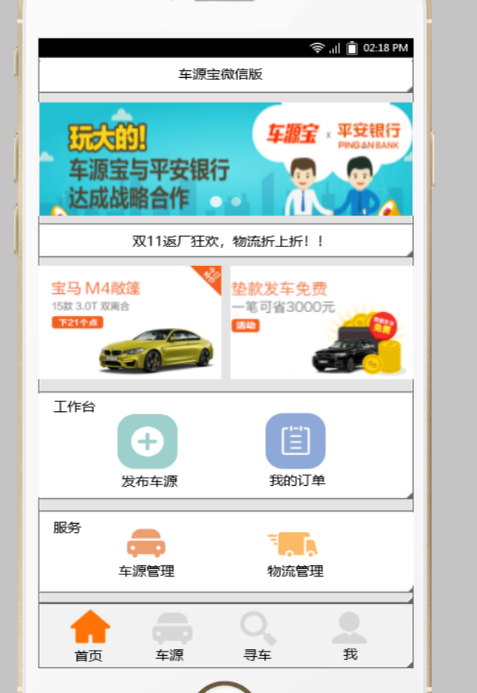 02:18 PM
车源宝微信版
玩大的!
车源宝与平安银行
达成战略合作
车源宝 x 平安银行
PING AN BANK
双11返厂狂欢，物流折上折！！
宝马 M4敞篷
15款 3.0T 双离合
下21个点
垫款发车免费
一笔可省3000元
活动
免费
工作台
发布车源
我的订单
服务
车源管理
物流管理
首页
车源
寻车
我